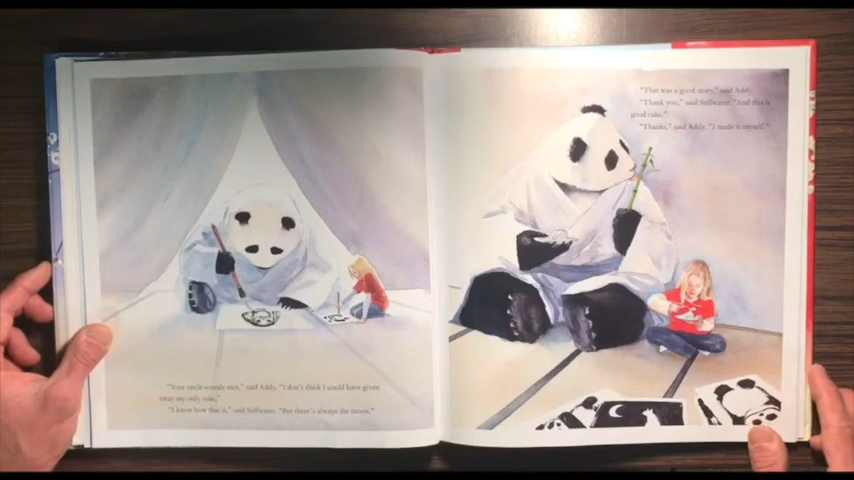 "Your uncle sounds nice," said Addy. "I don't think I could have given
away my only robe."
"I know how that is," said Stillwater. "But there's always the moon."
"That was a good story," said Addy.
"Thank you," said Stillwater. "And this is
good cake."
"Thanks," said Addy. "I made it myself."